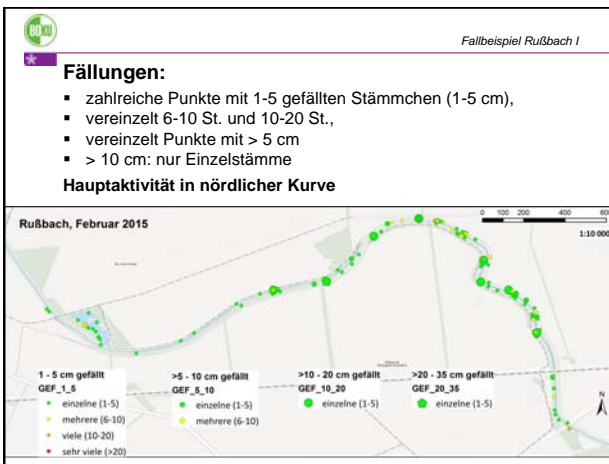 BOKU
Fallbeispiel Rußbach I
Fällungen:
▪ zahlreiche Punkte mit 1-5 gefällten Stämmchen (1-5 cm),
▪ vereinzelt 6-10 St. und 10-20 St.,
▪ vereinzelt Punkte mit > 5 cm
▪ > 10 cm: nur Einzelstämme
Hauptaktivität in nördlicher Kurve
Rußbach, Februar 2015
0 100 200 400 600
1:10 000
N
1 - 5 cm gefällt
GEF_1_5
einzelne (1-5)
mehrere (6-10)
viele (10-20)
sehr viele (>20)
>5 - 10 cm gefällt
GEF_5_10
einzelne (1-5)
mehrere (6-10)
>10 - 20 cm gefällt
GEF_10_20
einzelne (1-5)
>20 - 35 cm gefällt
GEF_20_35
einzelne (1-5)